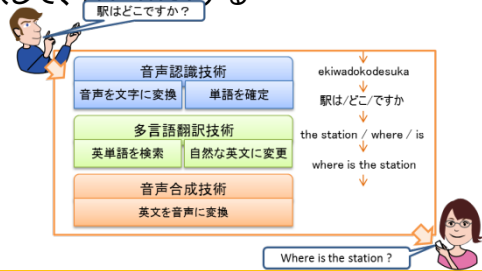 駅はどこですか？
音声認識技術
音声を文字に変換
単語を確定
多言語翻訳技術
英単語を検索
自然な英文に変更
音声合成技術
英文を音声に変換
ekiwadokodesuka
駅は/どこ/ですか
the station / where / is
where is the station
Where is the station ?